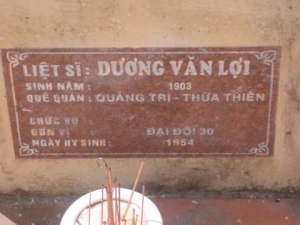 LIỆT SĨ: DƯƠNG VĂN LỢI
SINH NĂM: 1903
QUÊ QUÁN: QUẢNG TRỊ - THỪA THIÊN
CHỨC VỤ
ĐƠN VỊ ĐẠI ĐỘI 30
NGÀY HY SINH: 1954